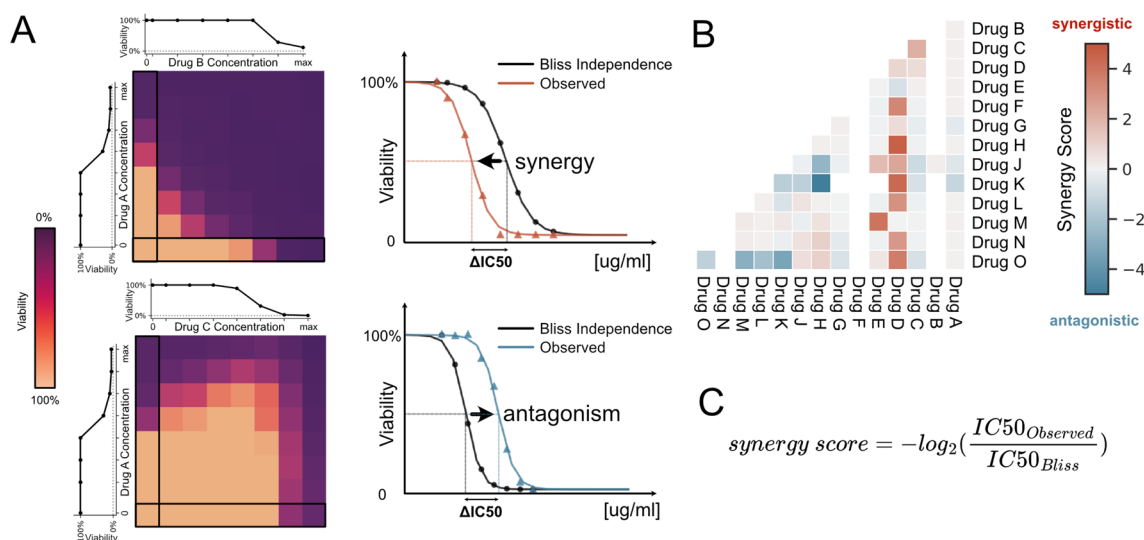 A
100%
Viability
0%
0
Drug B Concentration
max
max
Drug A Concentration
0
100%
0%
Viability
0%
Viability
100%
100%
Viability
0%
0
Drug C Concentration
max
max
Drug A Concentration
0
100%
0%
Viability
Bliss Independence
Observed
100%
synergy
Viability
0
ΔIC50
[ug/ml]
Bliss Independence
Observed
100%
antagonism
Viability
0
ΔIC50
[ug/ml]
B
Drug B
Drug C
Drug D
Drug E
Drug F
Drug G
Drug H
Drug J
Drug K
Drug L
Drug M
Drug N
Drug O
Drug O
Drug N
Drug M
Drug L
Drug K
Drug J
Drug H
Drug G
Drug F
Drug E
Drug D
Drug C
Drug B
Drug A
synergistic
Synergy Score
4
2
0
−2
−4
antagonistic
C
synergy score = −log₂(IC50Observed / IC50Bliss)